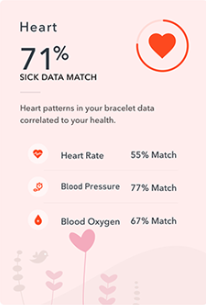 Heart
71%
SICK DATA MATCH
Heart patterns in your bracelet data
correlated to your health.
Heart Rate 55% Match
Blood Pressure 77% Match
Blood Oxygen 67% Match